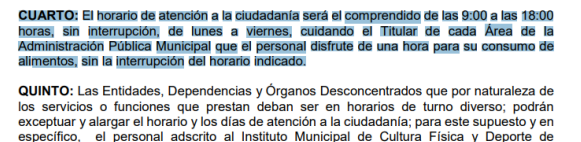 CUARTO: El horario de atención a la ciudadanía será el comprendido de las 9:00 a las 18:00
horas, sin interrupción, de lunes a viernes, cuidando el Titular de cada Área de la
Administración Pública Municipal que el personal disfrute de una hora para su consumo de
alimentos, sin la interrupción del horario indicado.
QUINTO: Las Entidades, Dependencias y Órganos Desconcentrados que por naturaleza de
los servicios o funciones que prestan deban ser en horarios de turno diverso; podrán
exceptuar y alargar el horario y los días de atención a la ciudadanía; para este supuesto y en
específico, el personal adscrito al Instituto Municipal de Cultura Física y Deporte de